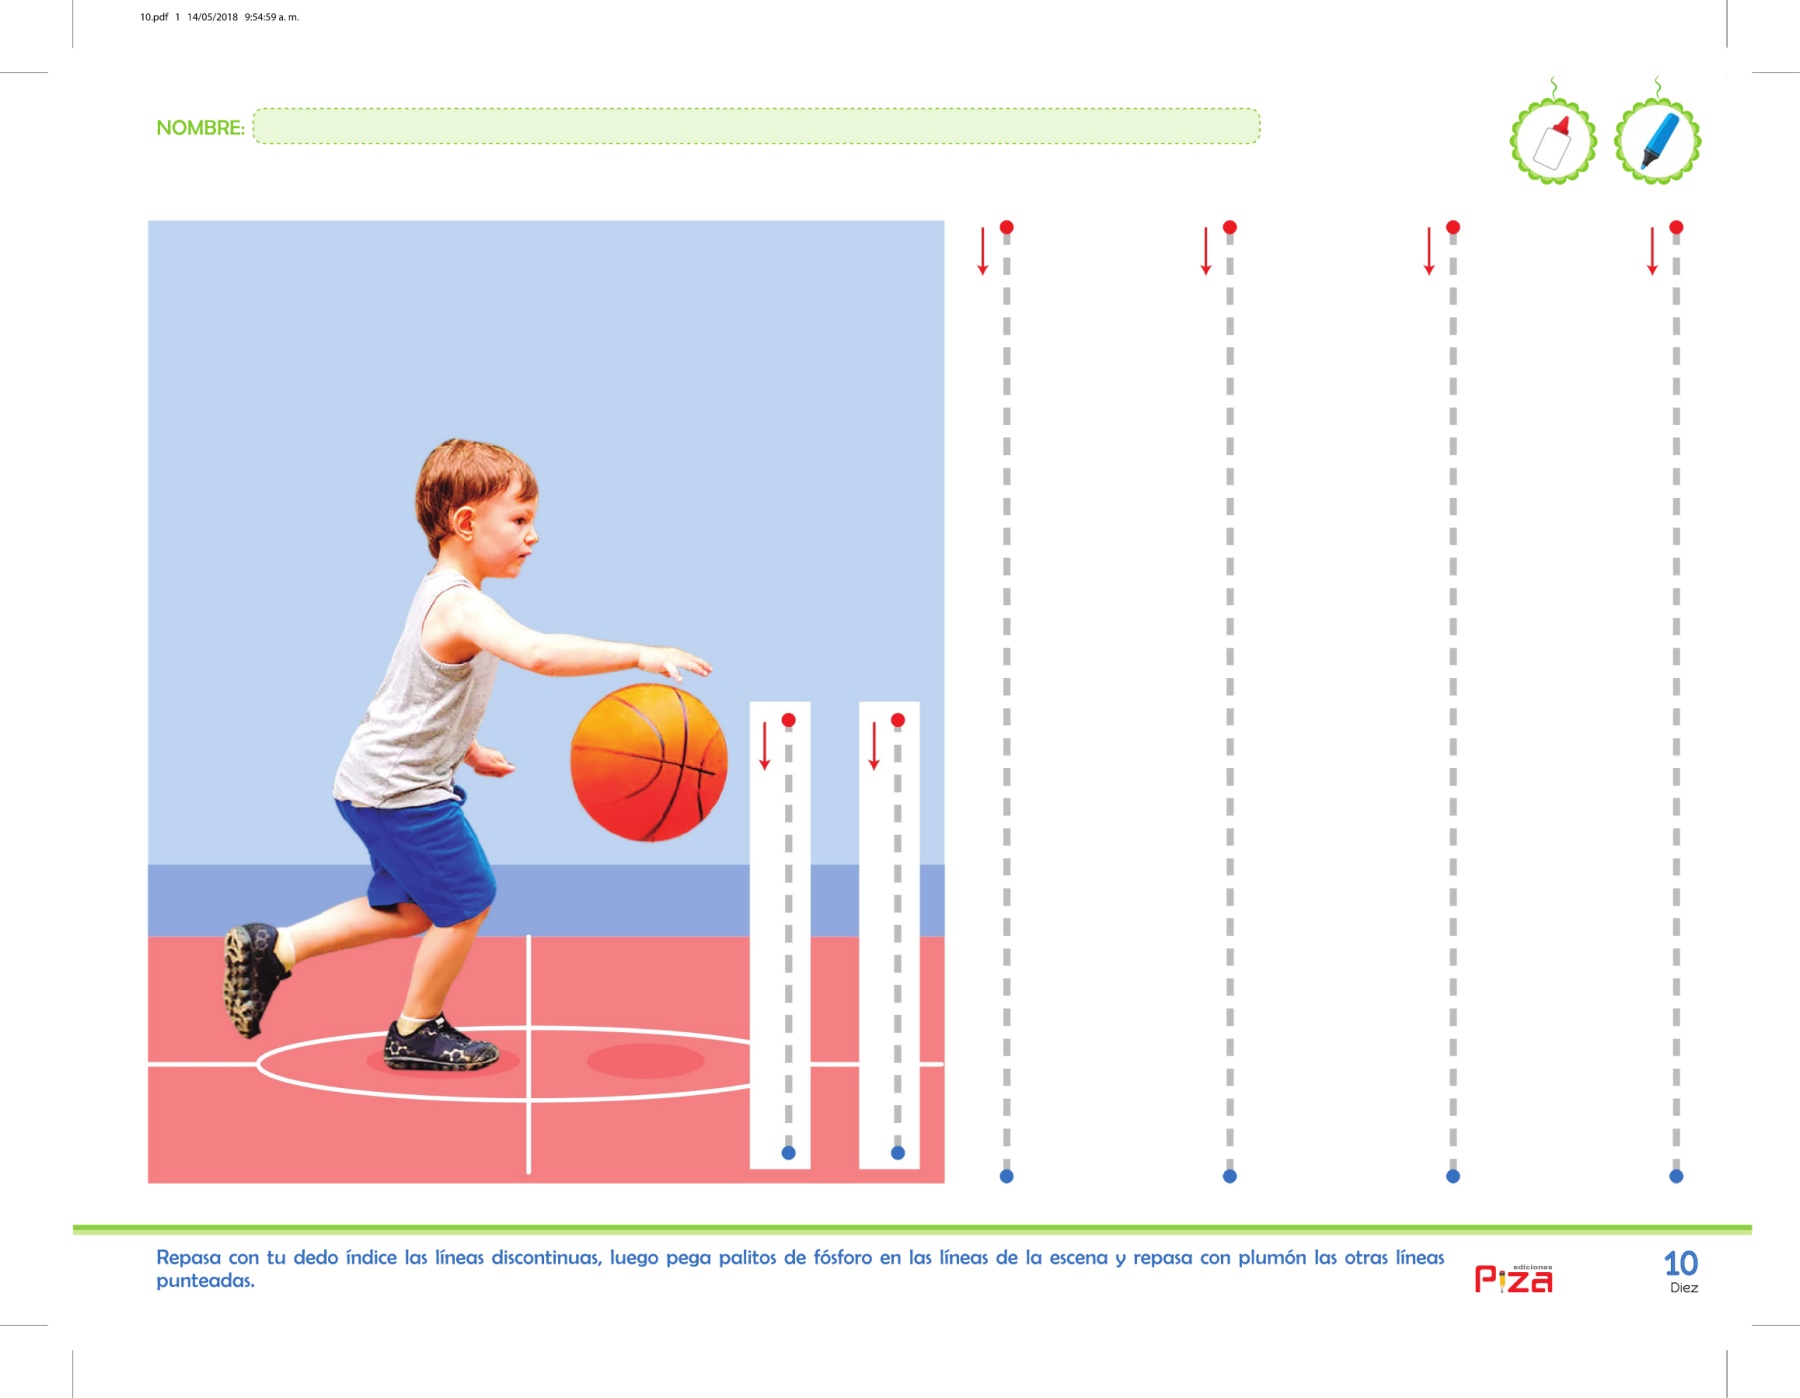 10.pdf 1 14/05/2018 9:54:59 a. m.
NOMBRE:
Repasa con tu dedo índice las líneas discontinuas, luego pega palitos de fósforo en las líneas de la escena y repasa con plumón las otras líneas
punteadas.
ediciones
Piza
10
Diez